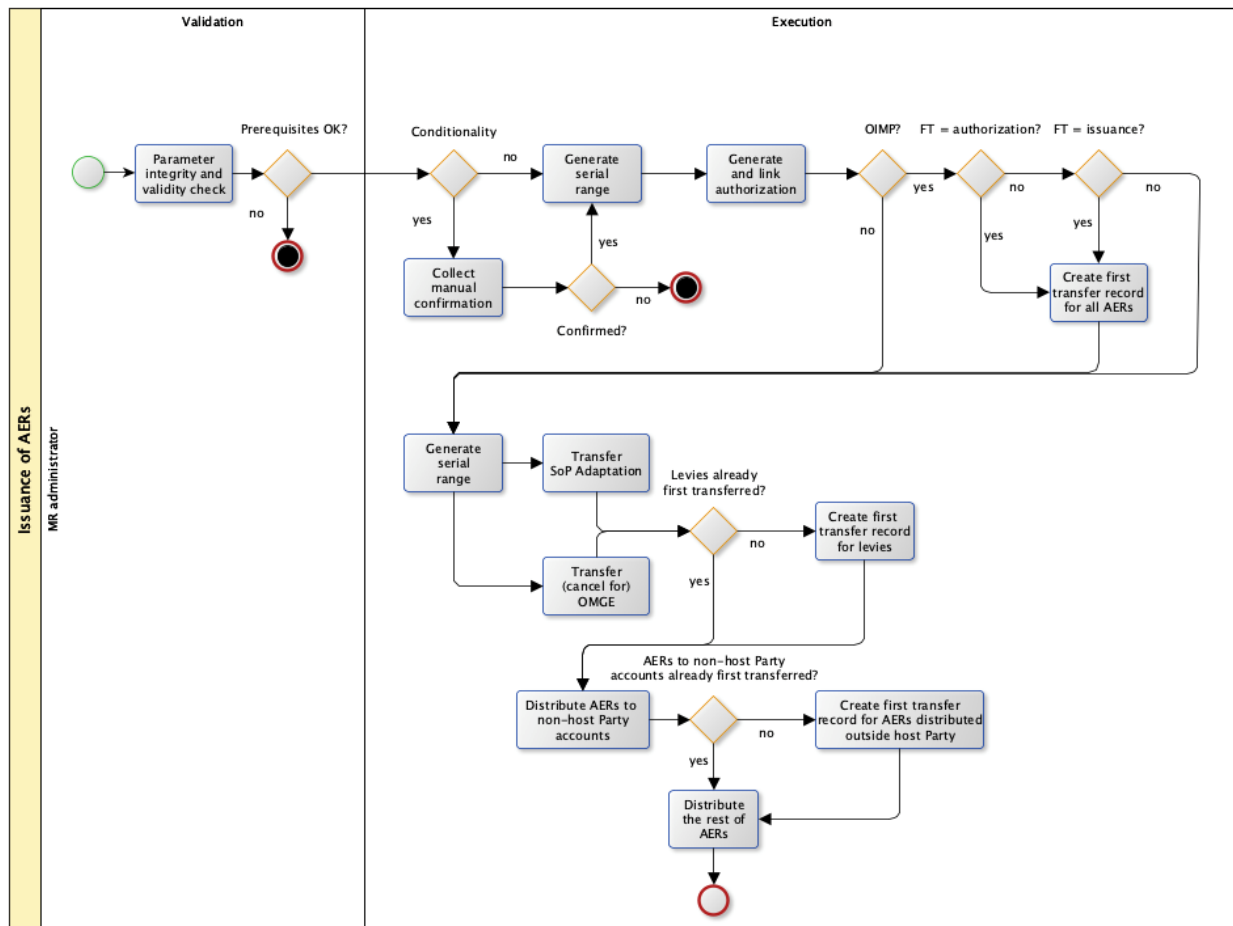 Issuance of AERs
MR administrator
Validation
Execution
Prerequisites OK?
Parameter
integrity and
validity check
no
Conditionality
no
yes
Collect
manual
confirmation
Generate
serial
range
yes
no
Confirmed?
Generate
and link
authorization
OIMP?
yes
no
FT = authorization?
no
yes
FT = issuance?
no
yes
Create first
transfer record
for all AERs
Generate
serial
range
Transfer
SoP Adaptation
Transfer
(cancel for)
OMGE
Levies already
first transferred?
no
yes
Create first
transfer record
for levies
AERs to non-host Party
accounts already first transferred?
Distribute AERs to
non-host Party
accounts
no
yes
Create first transfer
record for AERs distributed
outside host Party
Distribute
the rest of
AERs